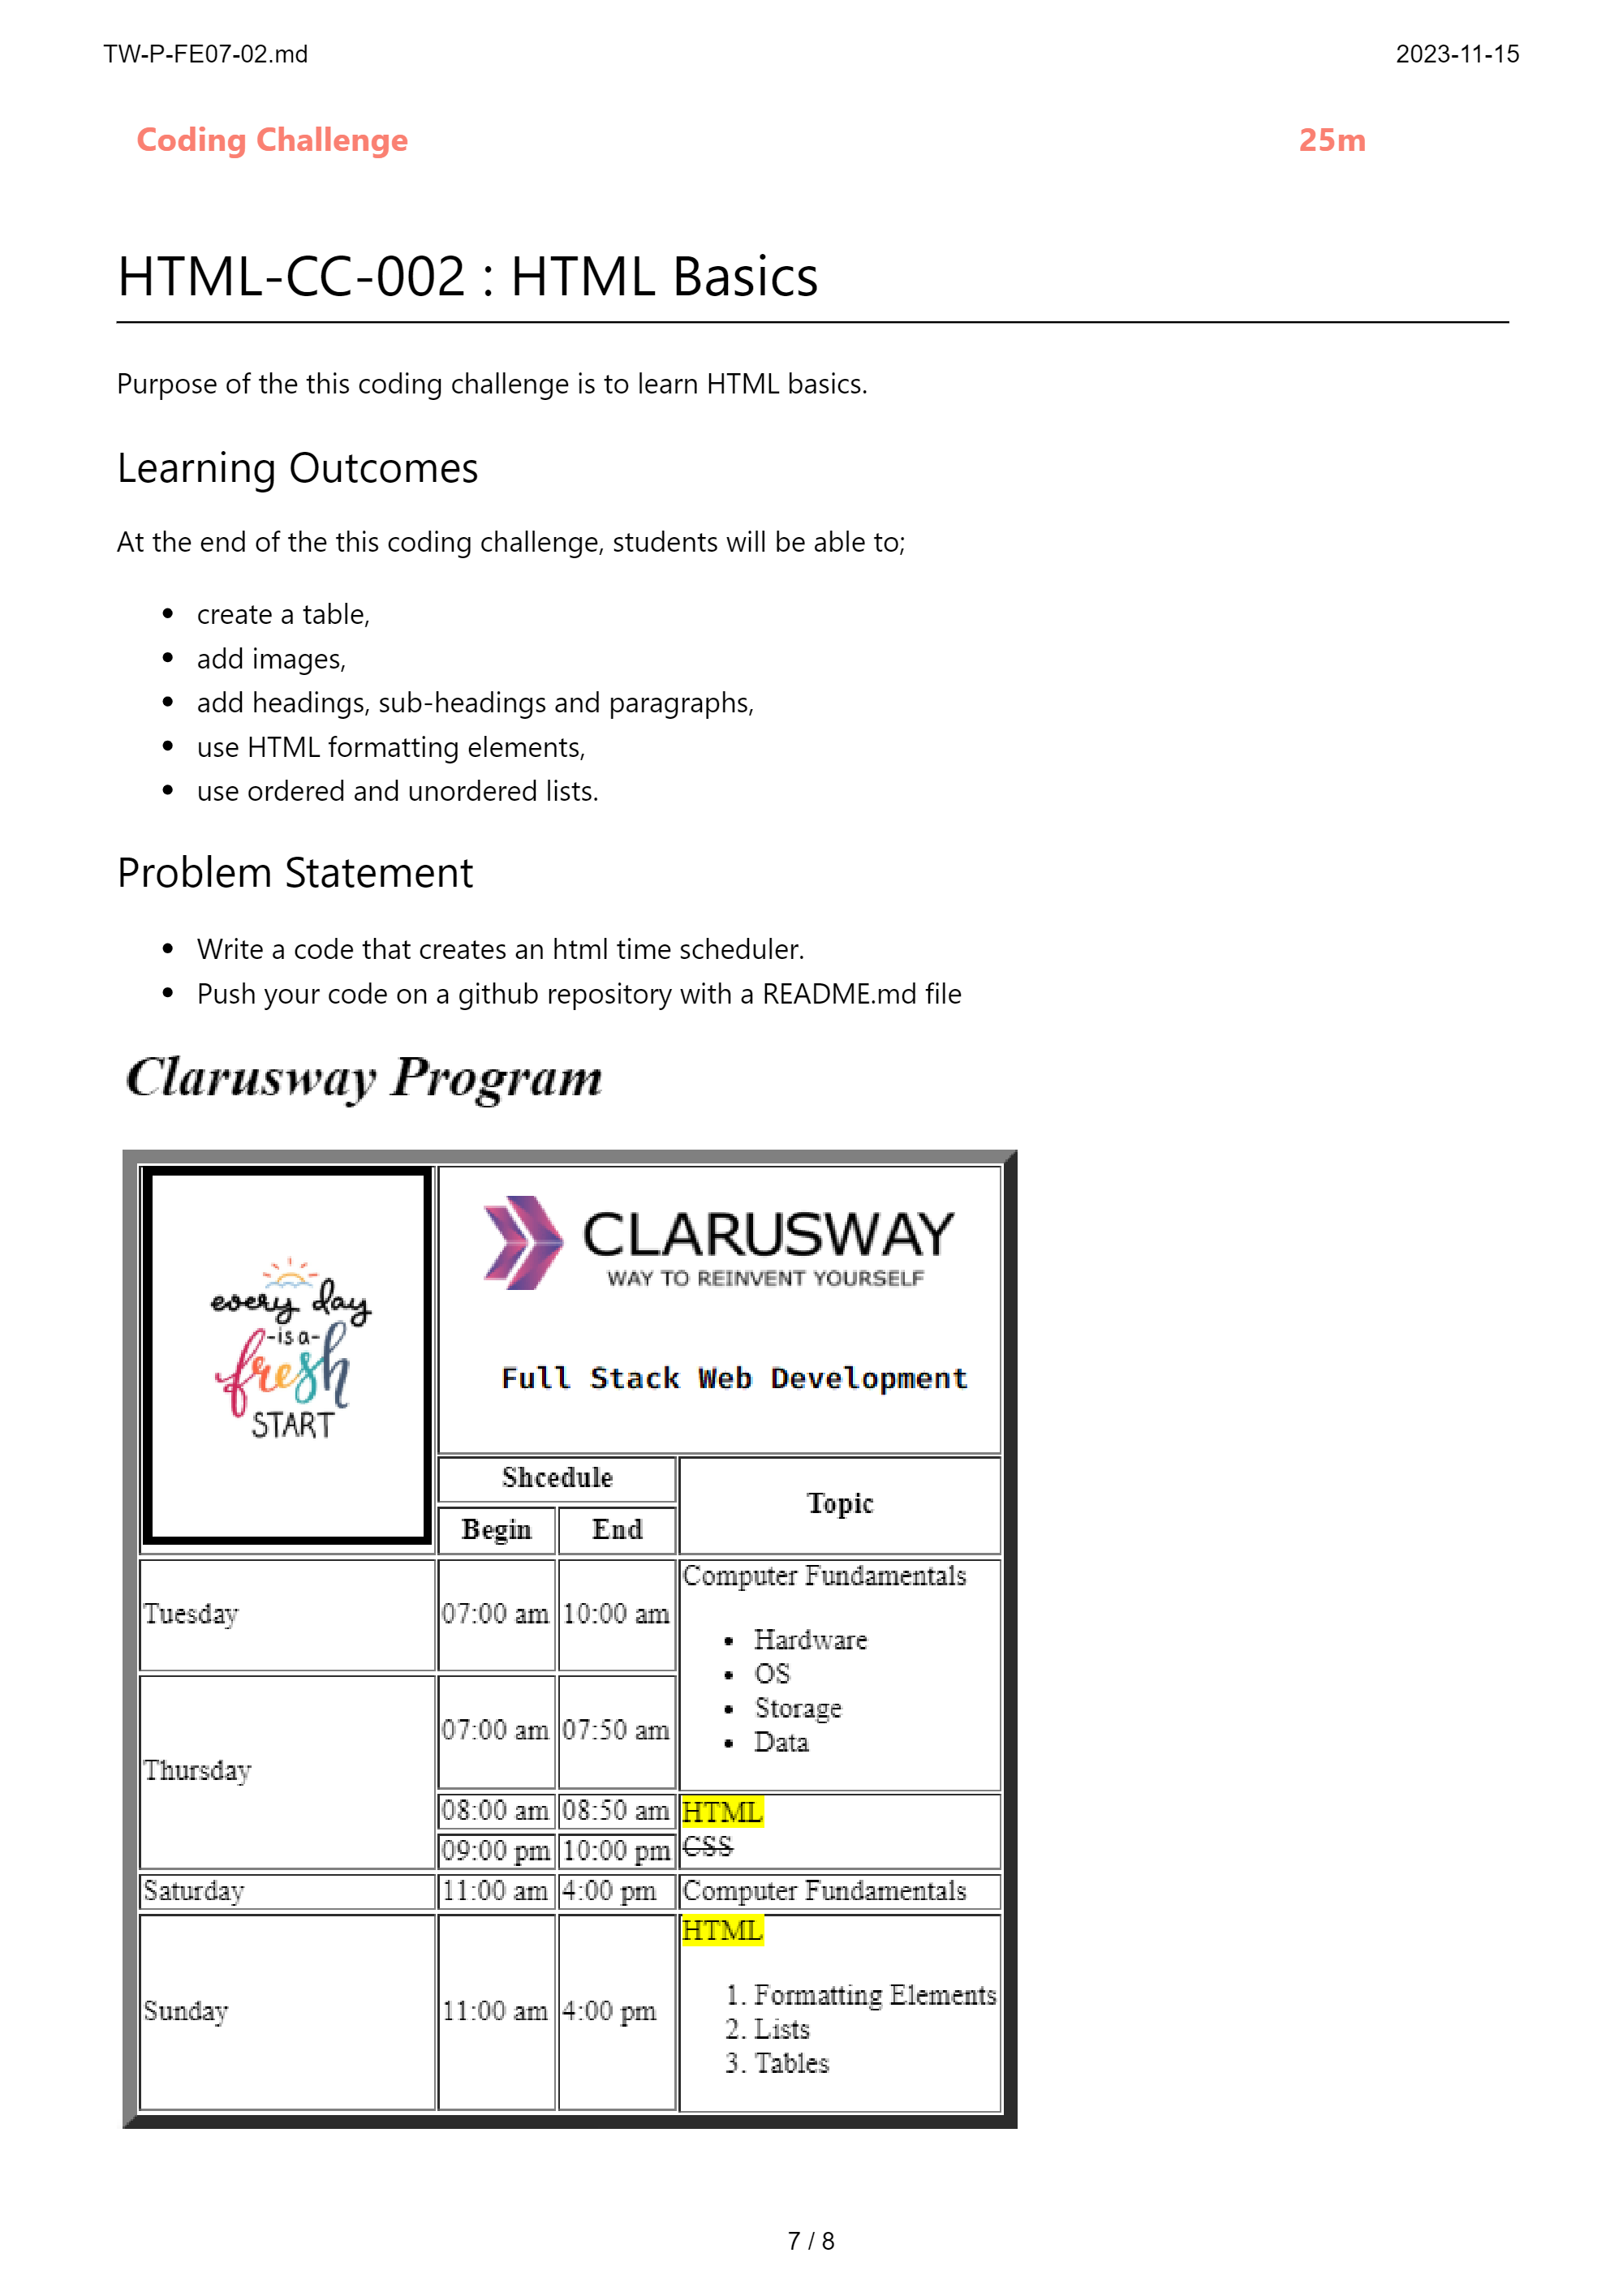 TW-P-FE07-02.md
2023-11-15
Coding Challenge
25m
HTML-CC-002 : HTML Basics
Purpose of the this coding challenge is to learn HTML basics.
Learning Outcomes
At the end of the this coding challenge, students will be able to;
• create a table,
• add images,
• add headings, sub-headings and paragraphs,
• use HTML formatting elements,
• use ordered and unordered lists.
Problem Statement
• Write a code that creates an html time scheduler.
• Push your code on a github repository with a README.md file
Clarusway Program
every day
-is a-
fresh
START
CLARUSWAY
WAY TO REINVENT YOURSELF
Full Stack Web Development
Shcedule
Topic
Begin
End
Tuesday
07:00 am
10:00 am
Computer Fundamentals
• Hardware
• OS
• Storage
• Data
Thursday
07:00 am
07:50 am
08:00 am
08:50 am
HTML
CSS
09:00 pm
10:00 pm
Saturday
11:00 am
4:00 pm
Computer Fundamentals
Sunday
11:00 am
4:00 pm
HTML
1. Formatting Elements
2. Lists
3. Tables
7 / 8